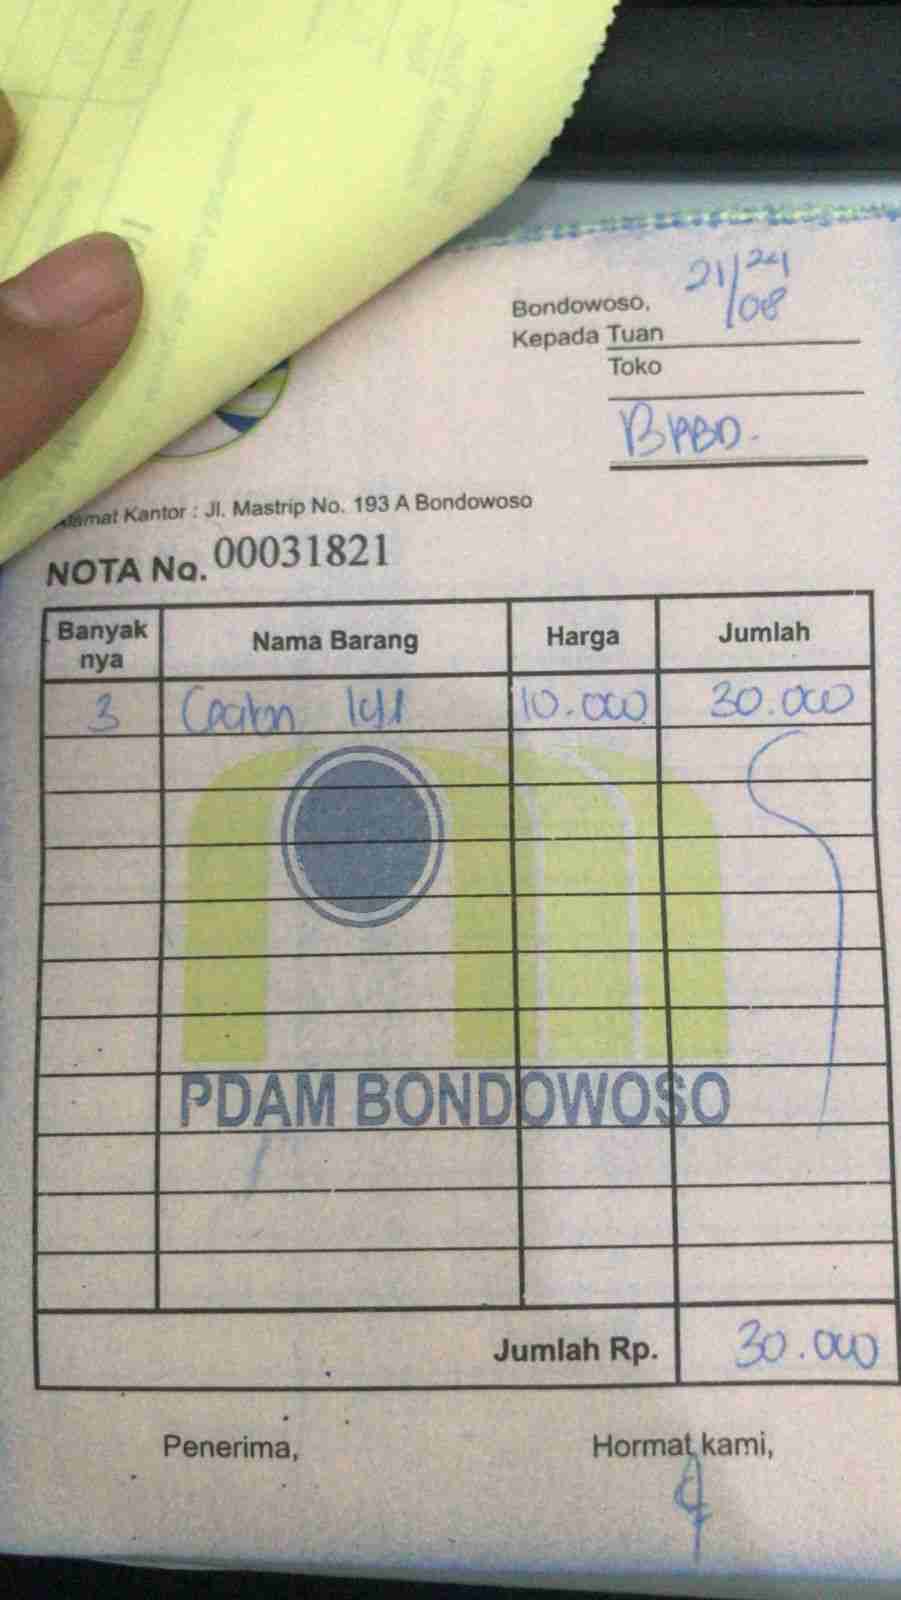 Bondowoso, 21/08 24
Kepada Tuan
Toko
BPBD.
Alamat Kantor : Jl. Mastrip No. 193 A Bondowoso
NOTA No. 00031821
Banyak nya Nama Barang Harga Jumlah
3 10.000 30.000
PDAM BONDOWOSO
Jumlah Rp. 30.000
Penerima, Hormat kami,